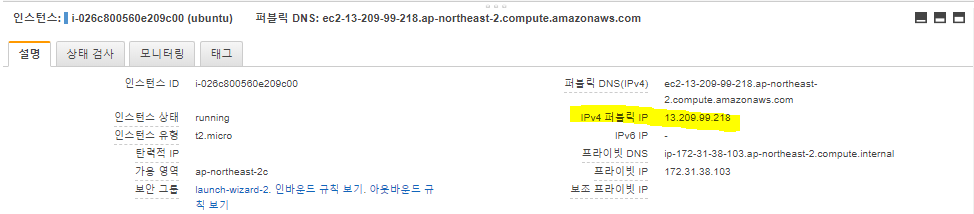 인스턴스: i-026c800560e209c00 (ubuntu) 퍼블릭 DNS: ec2-13-209-99-218.ap-northeast-2.compute.amazonaws.com
설명 상태 검사 모니터링 태그
인스턴스 ID i-026c800560e209c00
인스턴스 상태 running
인스턴스 유형 t2.micro
탄력적 IP
가용 영역 ap-northeast-2c
보안 그룹 launch-wizard-2. 인바운드 규칙 보기. 아웃바운드 규
칙 보기
퍼블릭 DNS(IPv4) ec2-13-209-99-218.ap-northeast-
2.compute.amazonaws.com
IPv4 퍼블릭 IP 13.209.99.218
IPv6 IP -
프라이빗 DNS ip-172-31-38-103.ap-northeast-2.compute.internal
프라이빗 IP 172.31.38.103
보조 프라이빗 IP